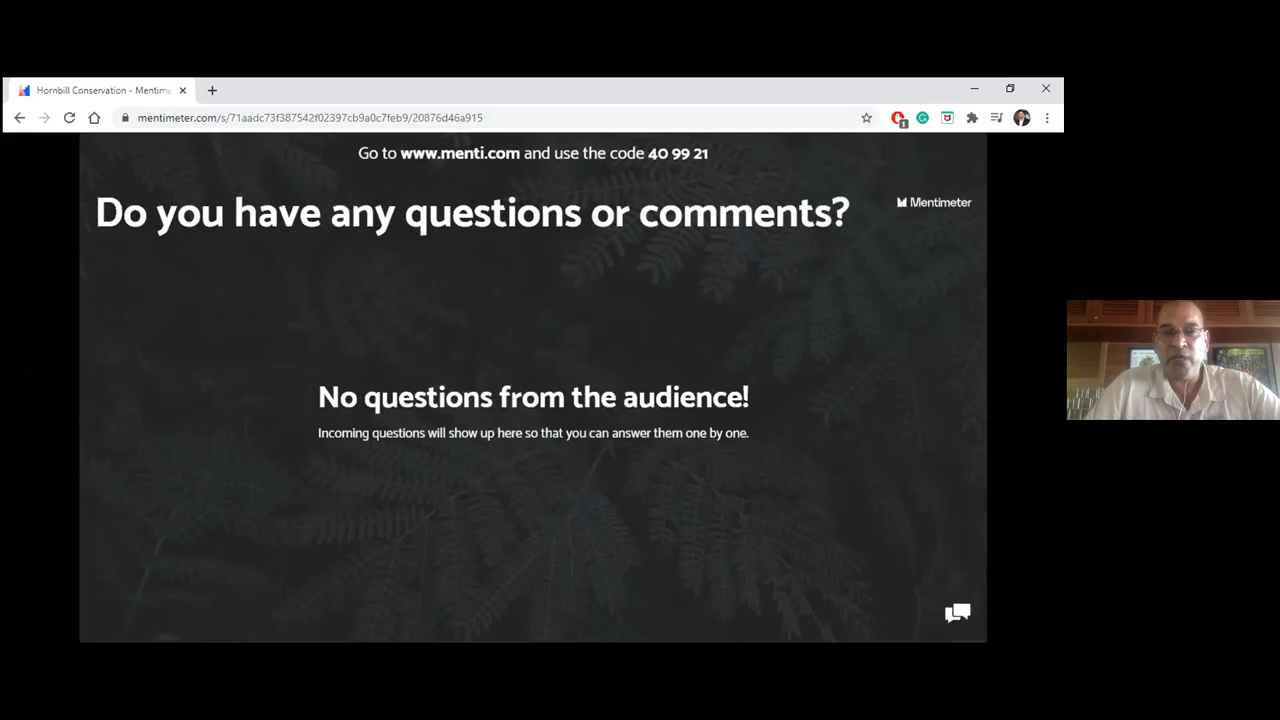 Hornbill Conservation - Mentime
mentimeter.com/s/71aadc73f387542f02397cb9a0c7feb9/20876d46a915
1
Go to www.menti.com and use the code 40 99 21
Do you have any questions or comments?
Mentimeter
No questions from the audience!
Incoming questions will show up here so that you can answer them one by one.